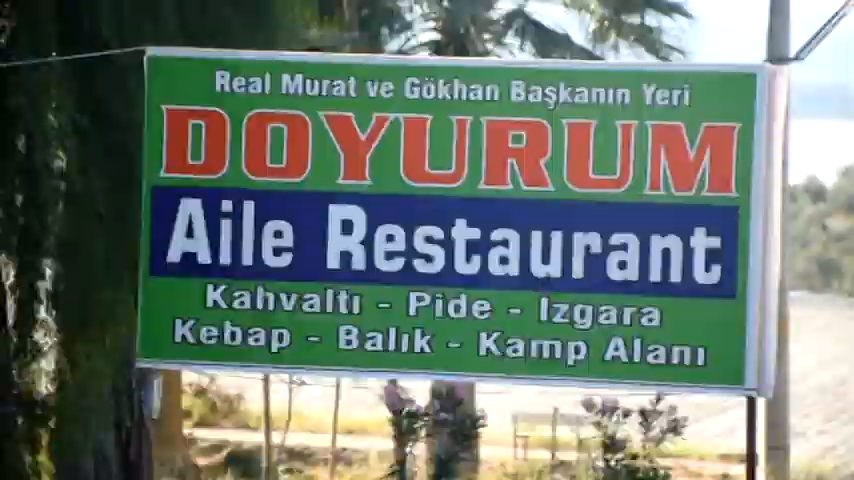 Real Murat ve Gökhan Başkanın Yeri
DOYURUM
Aile Restaurant
Kahvaltı - Pide - Izgara
Kebap - Balık - Kamp Alanı